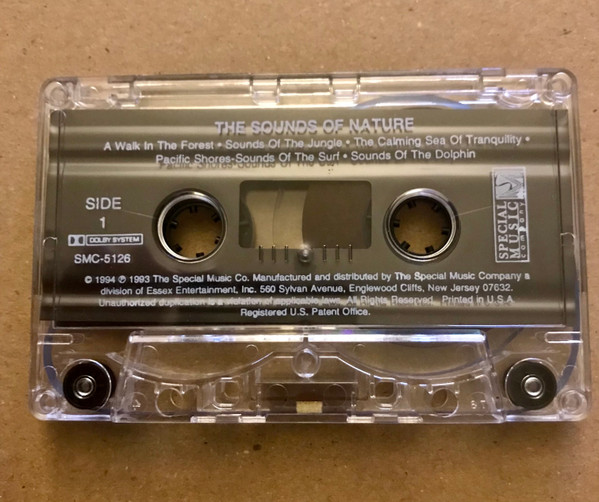 THE SOUNDS OF NATURE
A Walk In The Forest • Sounds Of The Jungle • The Calming Sea Of Tranquility •
Pacific Shores-Sounds Of The Surf • Sounds Of The Dolphin
SIDE
1
DOLBY SYSTEM
SMC-5126
SPECIAL
MUSIC
company
© 1994 ℗ 1993 The Special Music Co. Manufactured and distributed by The Special Music Company a
division of Essex Entertainment, Inc. 560 Sylvan Avenue, Englewood Cliffs, New Jersey 07632.
Unauthorized duplication is a violation of applicable laws. All Rights Reserved. Printed in U.S.A.
Registered U.S. Patent Office.